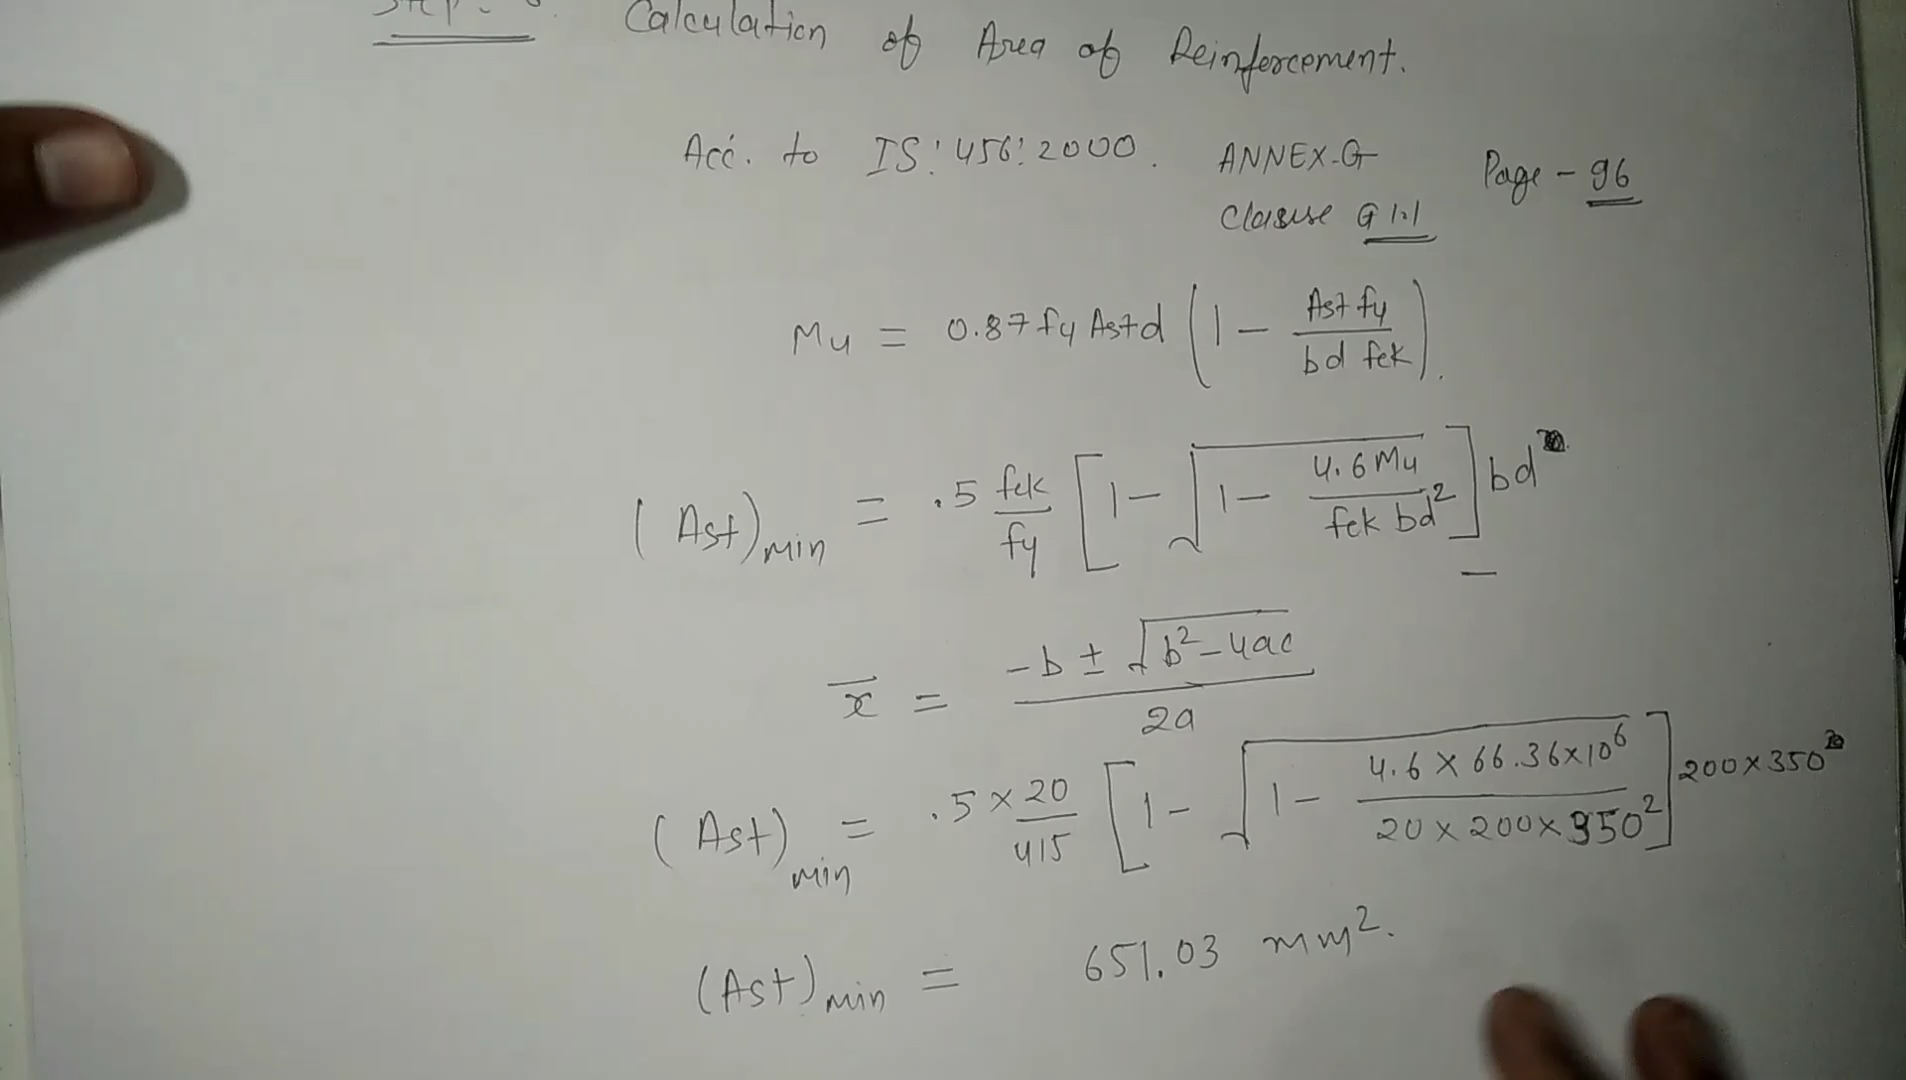 Calculation of Area of Reinforcement.
Acc. to IS:456:2000. ANNEX-G Page - 96
Clause G 1.1
Mu = 0.87 fy Ast d (1 - Ast fy / bd fck).
(Ast)min = .5 fck/fy [1 - √(1 - 4.6 Mu / fck bd²)] bd
x̄ = (-b ± √(b² - 4ac)) / 2a
(Ast)min = .5 × 20/415 [1 - √(1 - 4.6 × 66.36×10⁶ / 20 × 200 × 350²)] 200×350
(Ast)min = 651.03 mm².